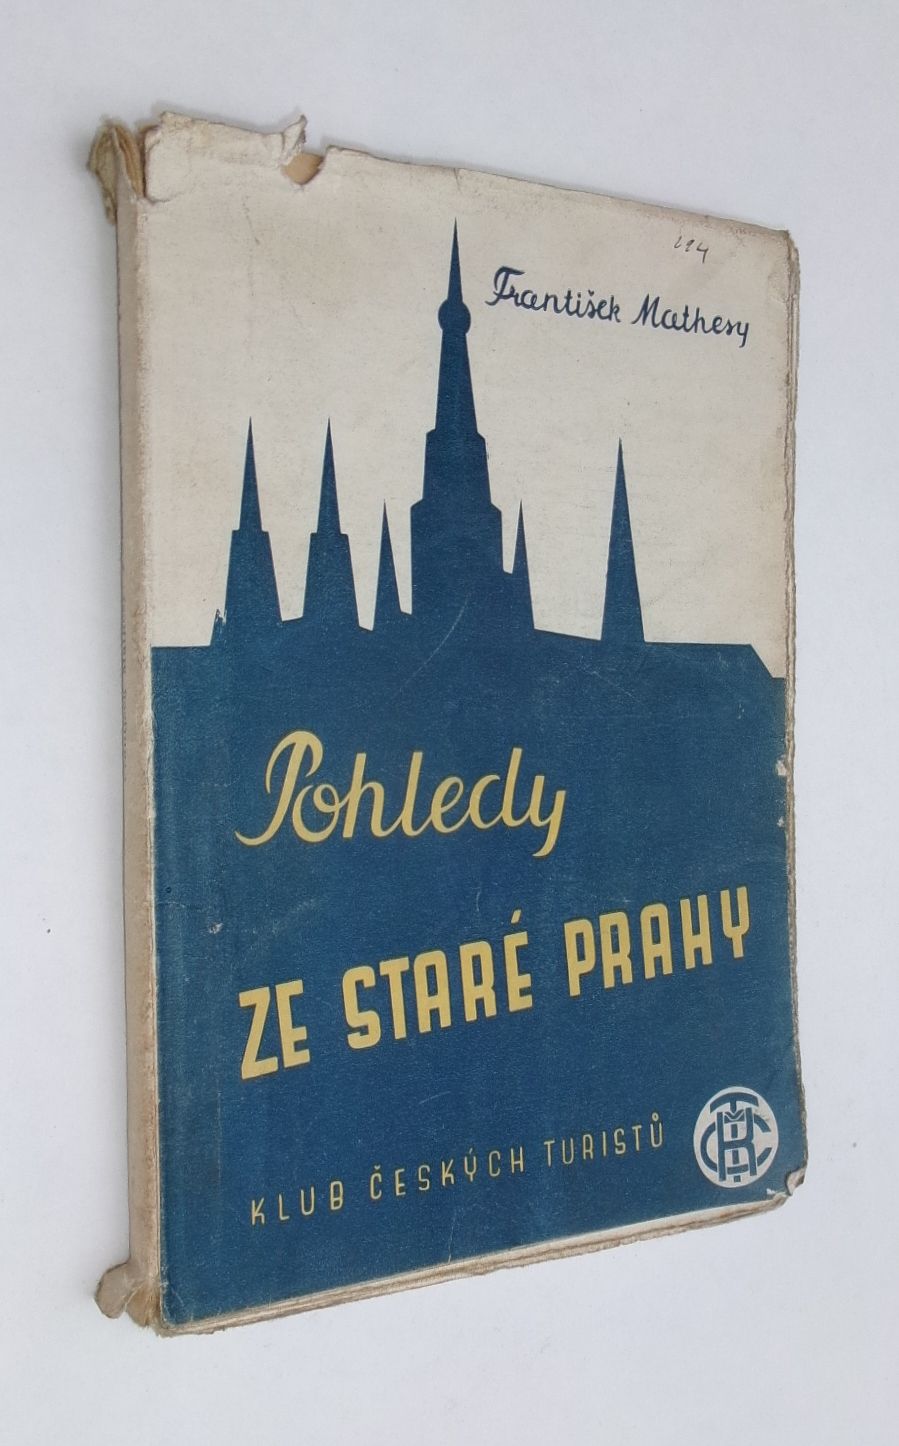 František Mathesy
Pohledy
ZE STARÉ PRAHY
KLUB ČESKÝCH TURISTŮ